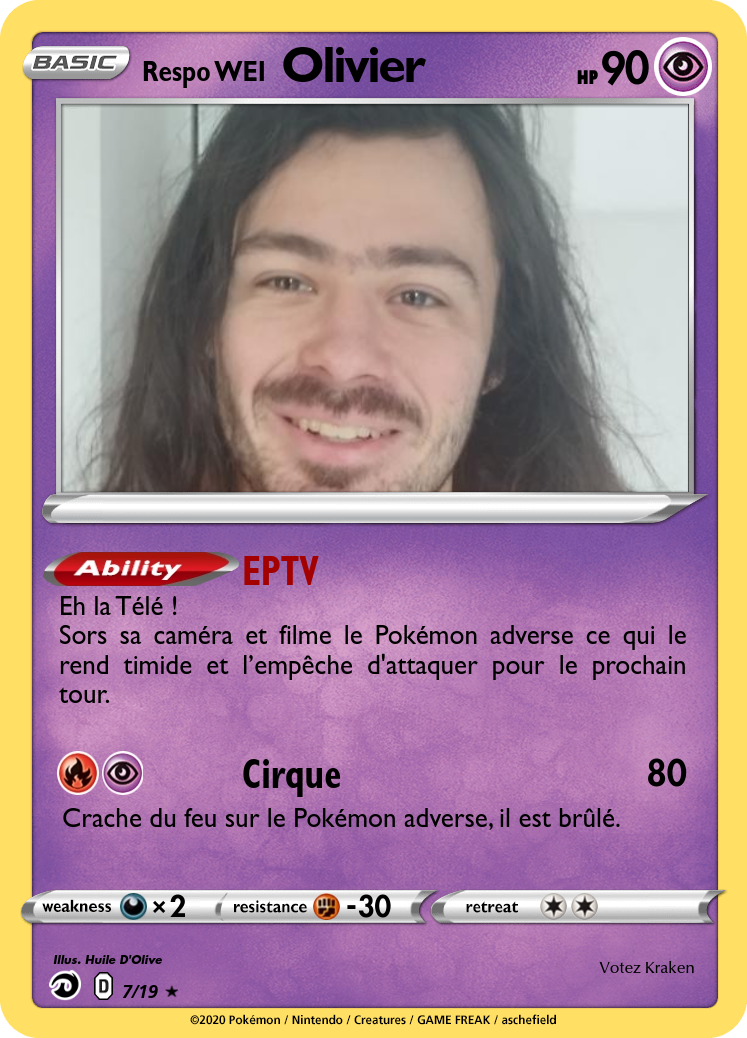 BASIC Respo WEI Olivier HP 90
Ability EPTV
Eh la Télé !
Sors sa caméra et filme le Pokémon adverse ce qui le
rend timide et l’empêche d'attaquer pour le prochain
tour.
Cirque 80
Crache du feu sur le Pokémon adverse, il est brûlé.
weakness ×2 resistance -30 retreat
Illus. Huile D'Olive
Votez Kraken
D 7/19 ★
©2020 Pokémon / Nintendo / Creatures / GAME FREAK / aschefield